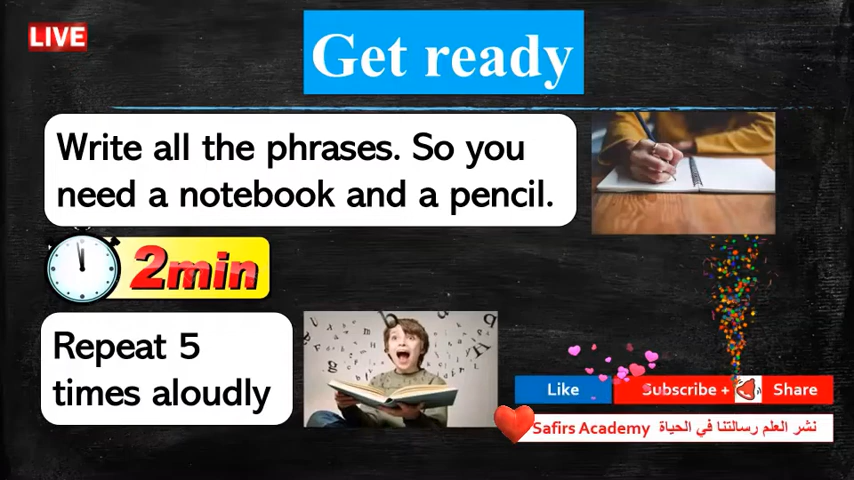 LIVE
Get ready
Write all the phrases. So you
need a notebook and a pencil.
2min
Repeat 5
times aloudly
Like
Subscribe +
Share
Safirs Academy نشر العلم رسالتنا في الحياة